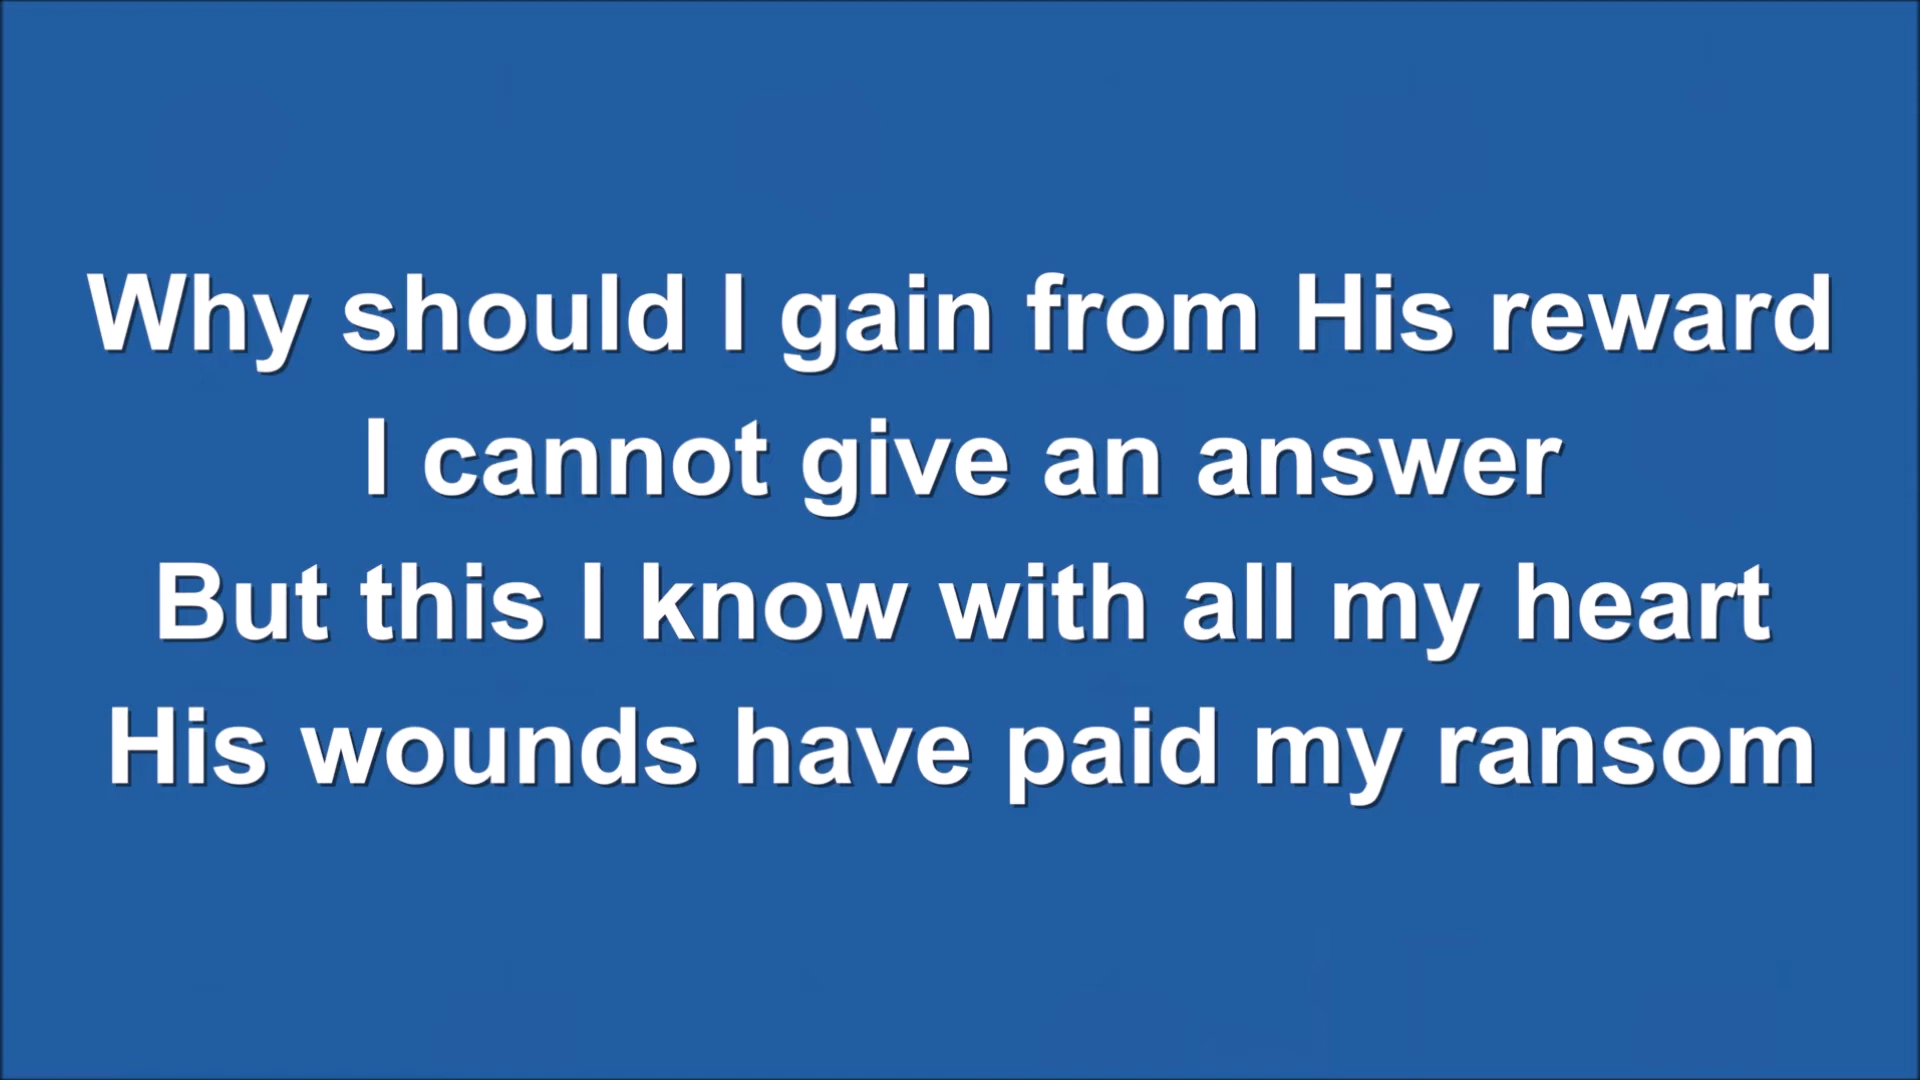 Why should I gain from His reward
I cannot give an answer
But this I know with all my heart
His wounds have paid my ransom